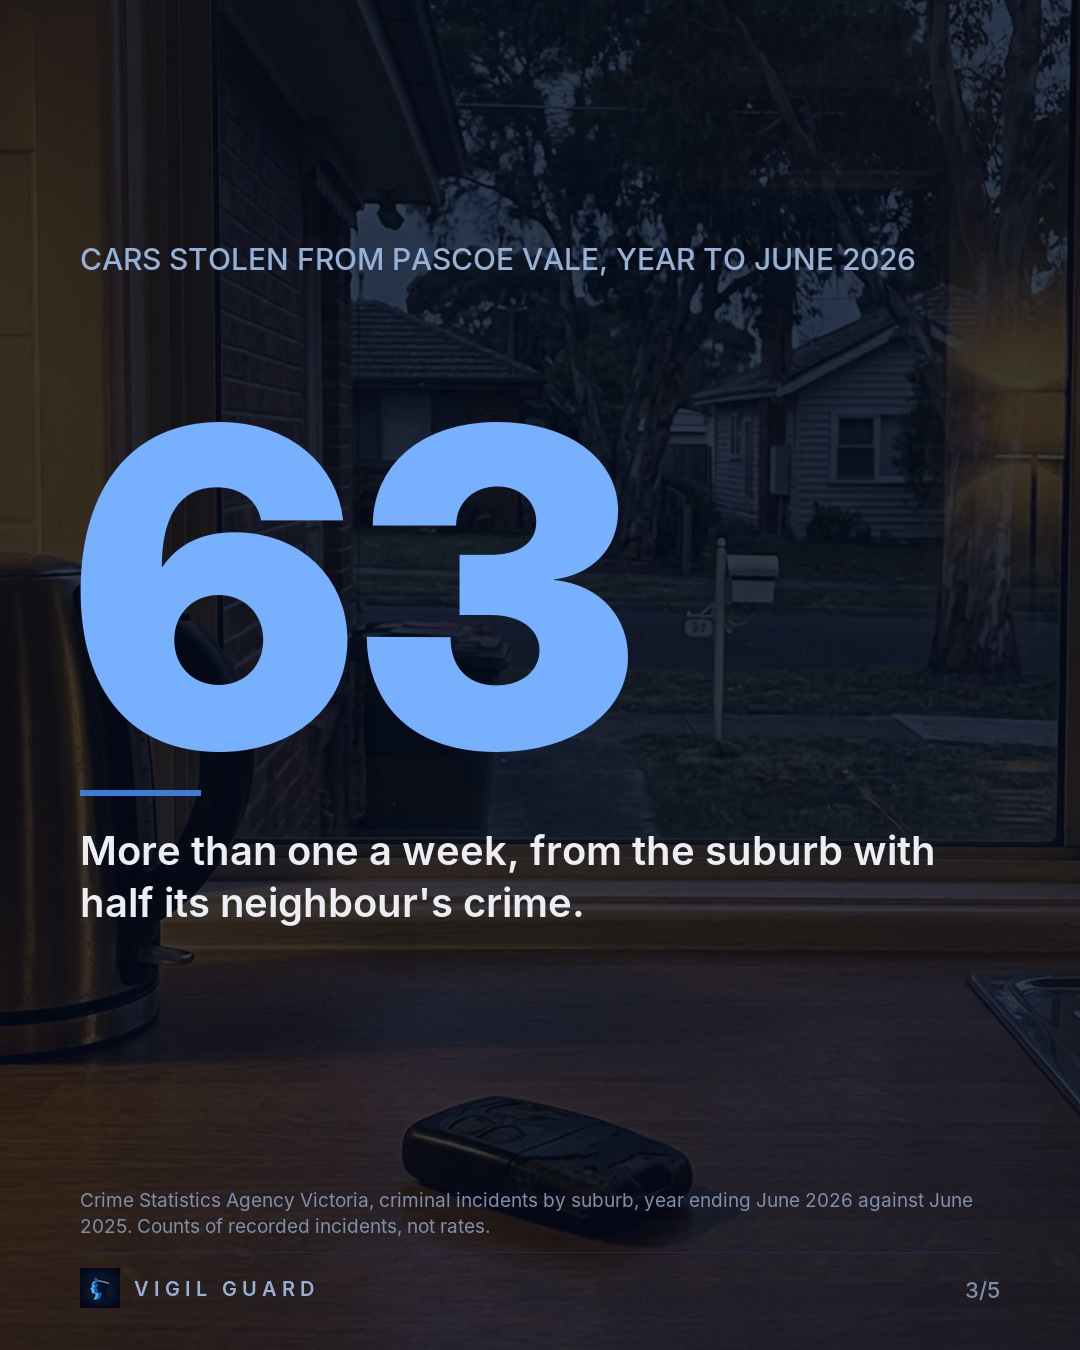 CARS STOLEN FROM PASCOE VALE, YEAR TO JUNE 2026
63
More than one a week, from the suburb with
half its neighbour's crime.
Crime Statistics Agency Victoria, criminal incidents by suburb, year ending June 2026 against June
2025. Counts of recorded incidents, not rates.
VIGIL GUARD
3/5